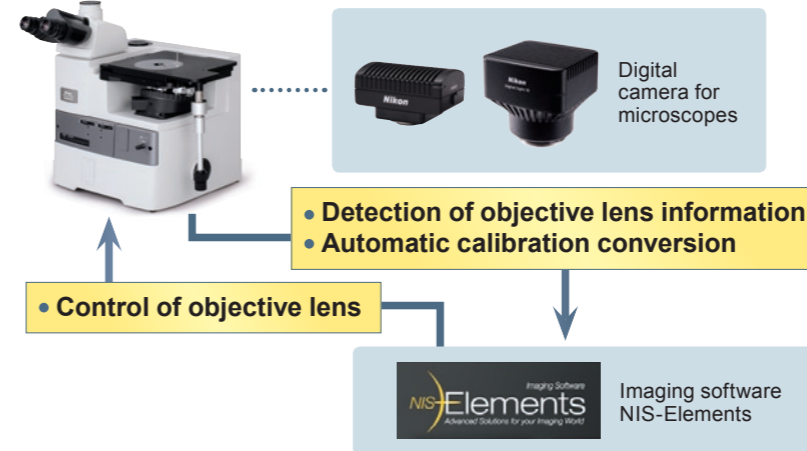 Nikon
Nikon
Digital
camera for
microscopes
• Detection of objective lens information
• Automatic calibration conversion
• Control of objective lens
Imaging Software
NIS-Elements
Advanced Solutions for your Imaging World
Imaging software
NIS-Elements